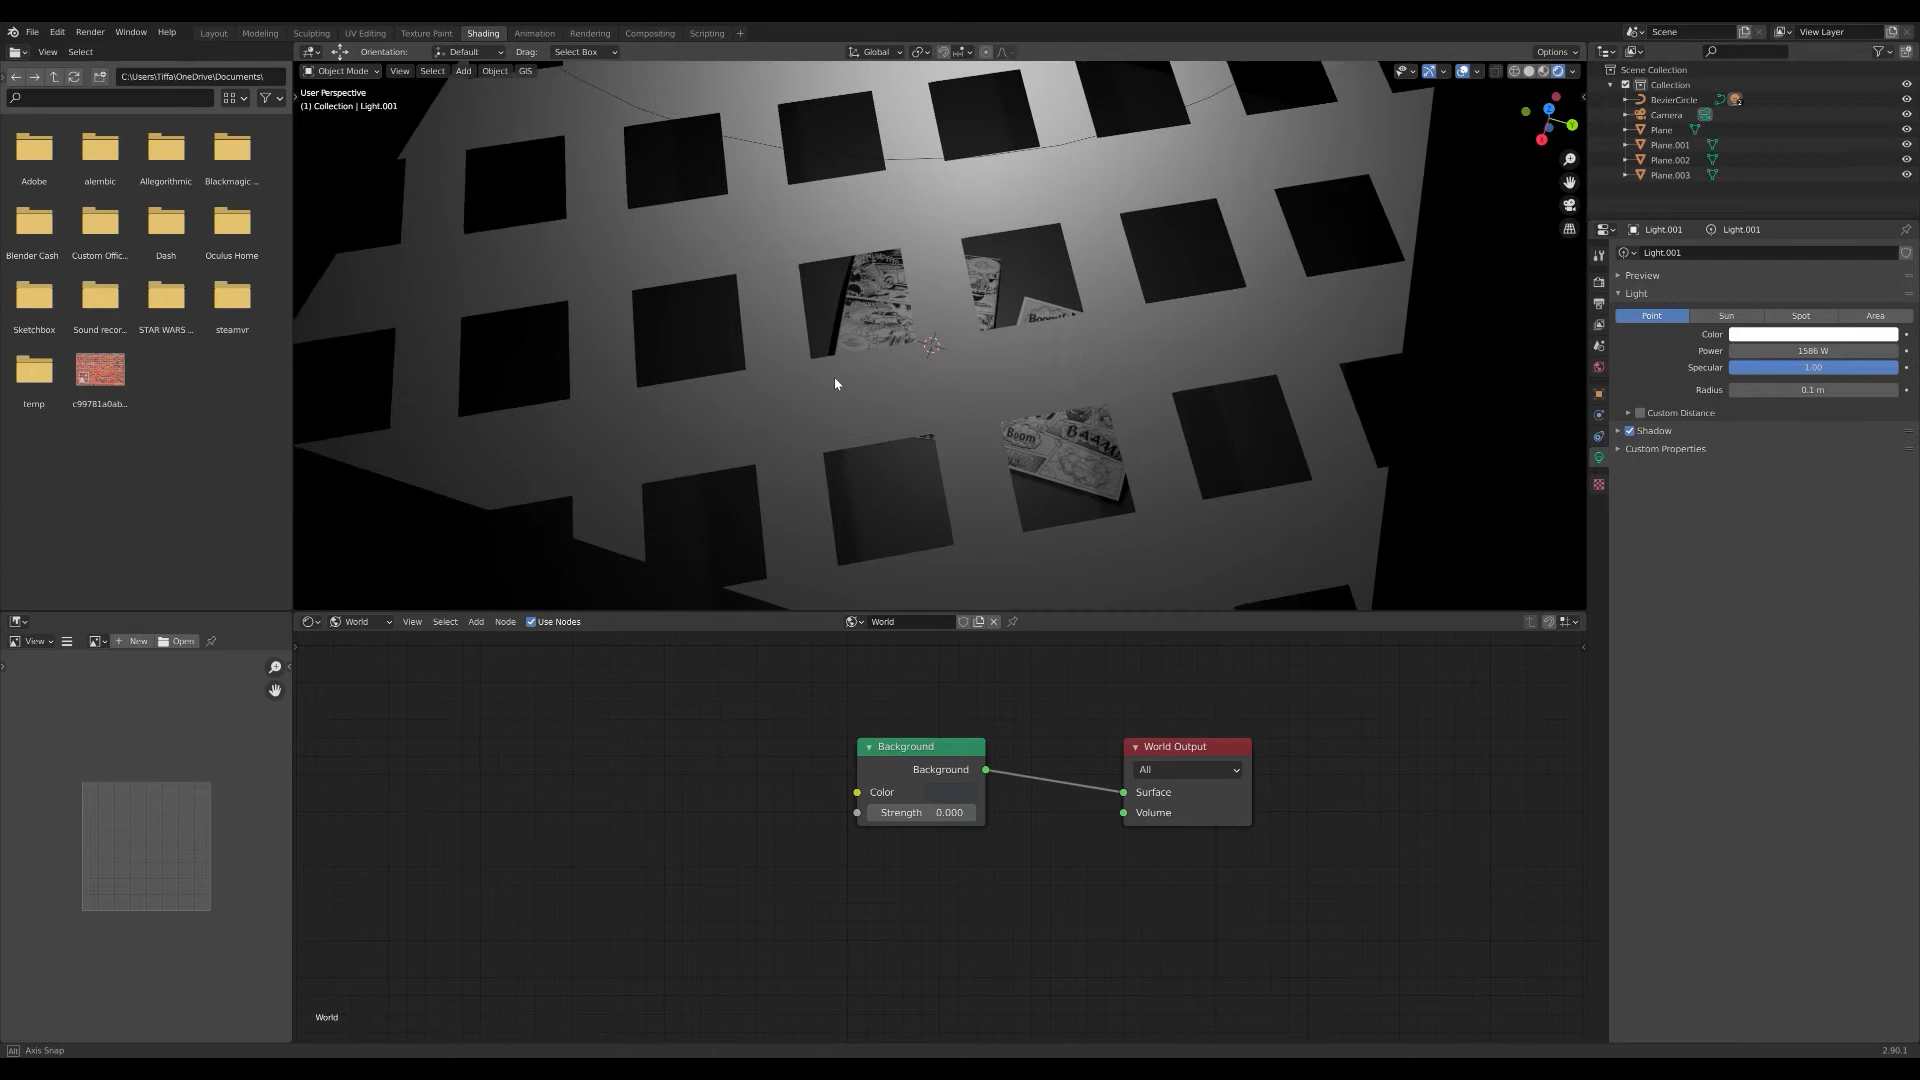 File Edit Render Window Help
Layout Modeling Sculpting UV Editing Texture Paint Shading Animation Rendering Compositing Scripting +
Scene
View Layer
View Select
Orientation: Default Drag: Select Box
Global
Options
C:\Users\Tiffa\OneDrive\Documents\
Object Mode View Select Add Object GIS
User Perspective
(1) Collection | Light.001
Adobe alembic Allegorithmic Blackmagic ...
Blender Cash Custom Offic... Dash Oculus Home
Sketchbox Sound recor... STAR WARS ... steamvr
temp c99781a0ab...
Boom
BAAM
Scene Collection
Collection
BezierCircle 2
Camera
Plane
Plane.001
Plane.002
Plane.003
Light.001 Light.001
Light.001
Preview
Light
Point Sun Spot Area
Color
Power 1586 W
Specular 1.00
Radius 0.1 m
Custom Distance
Shadow
Custom Properties
World View Select Add Node Use Nodes
World
View New Open
Background
Background
Color
Strength 0.000
World Output
All
Surface
Volume
World
Alt Axis Snap
2.90.1